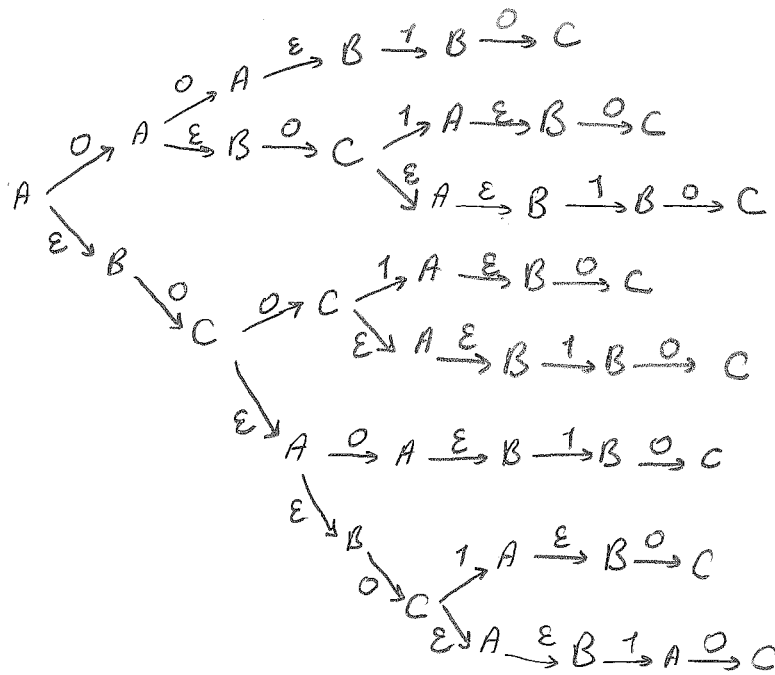 0 A ε B 1 B 0 C
0 A ε B 0 C 1 A ε B 0 C
A ε A ε B 1 B 0 C
ε B 0 C 0 C 1 A ε B 0 C
ε A ε B 1 B 0 C
ε A 0 A ε B 1 B 0 C
ε B 0 C 1 A ε B 0 C
ε A ε B 1 A 0 C